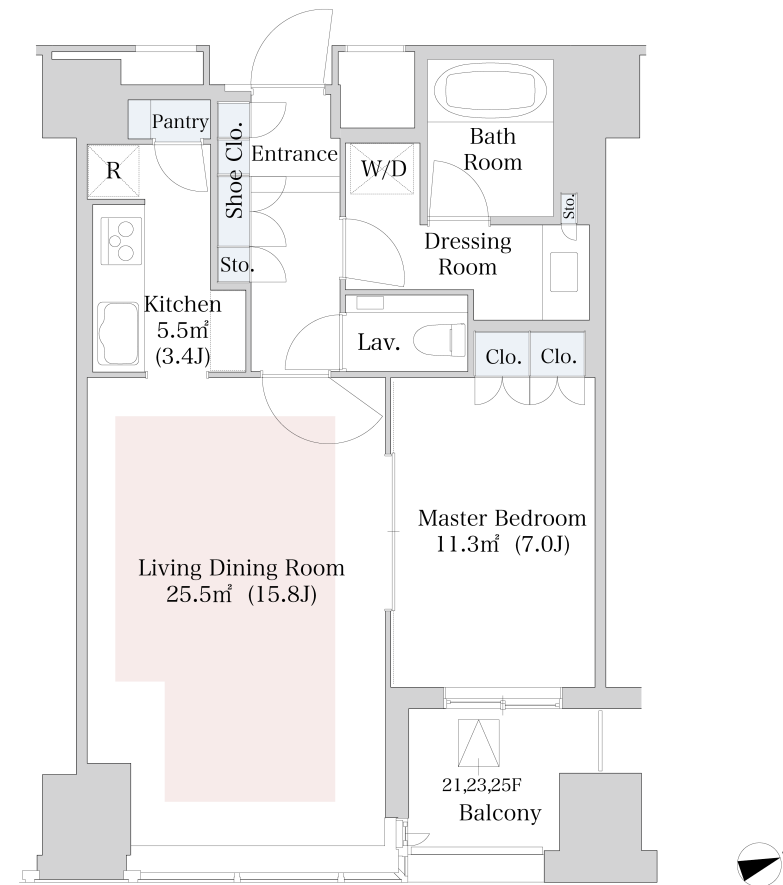 Pantry
R
Shoe Clo.
Entrance
W/D
Bath
Room
Sto.
Sto.
Dressing
Room
Kitchen
5.5㎡
(3.4J)
Lav.
Clo.
Clo.
Master Bedroom
11.3㎡ (7.0J)
Living Dining Room
25.5㎡ (15.8J)
21,23,25F
Balcony